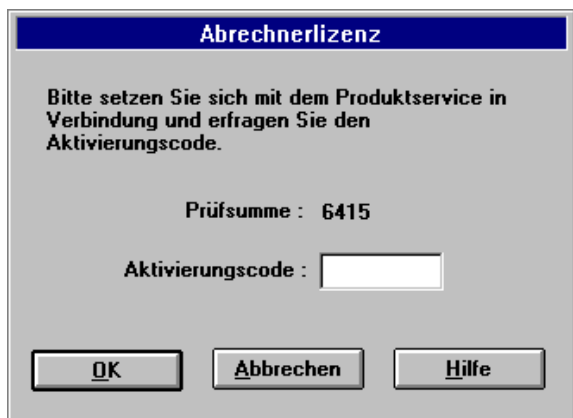 Abrechnerlizenz
Bitte setzen Sie sich mit dem Produktservice in
Verbindung und erfragen Sie den
Aktivierungscode.
Prüfsumme : 6415
Aktivierungscode :
OK Abbrechen Hilfe